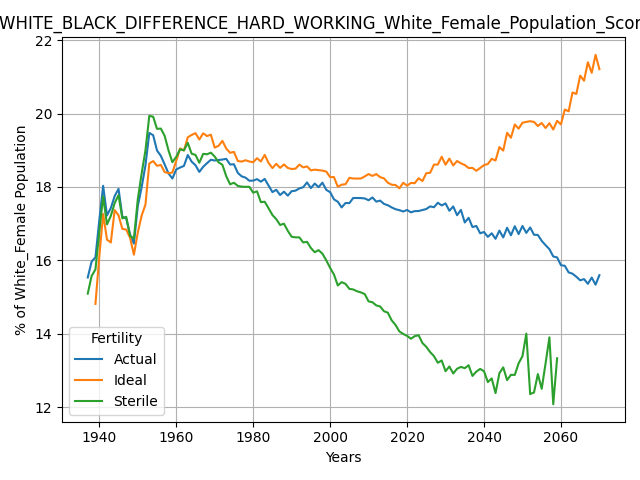 WHITE_BLACK_DIFFERENCE_HARD_WORKING_White_Female_Population_Scor
22
20
18
16
14
12
% of White_Female Population
Fertility
Actual
Ideal
Sterile
1940
1960
1980
2000
2020
2040
2060
Years